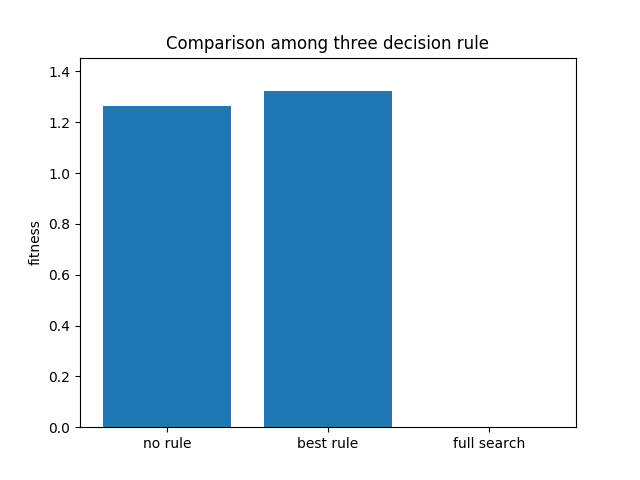 Comparison among three decision rule
1.4
1.2
1.0
0.8
0.6
0.4
0.2
0.0
fitness
no rule
best rule
full search